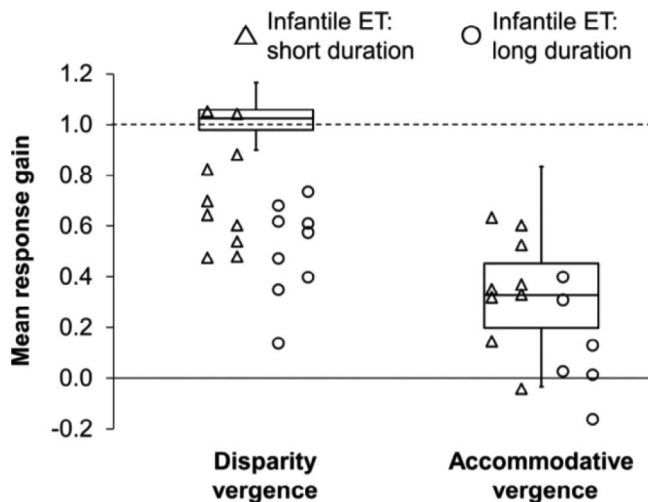 Infantile ET:
short duration
Infantile ET:
long duration
Mean response gain
1.2
1.0
0.8
0.6
0.4
0.2
0.0
-0.2
Disparity
vergence
Accommodative
vergence